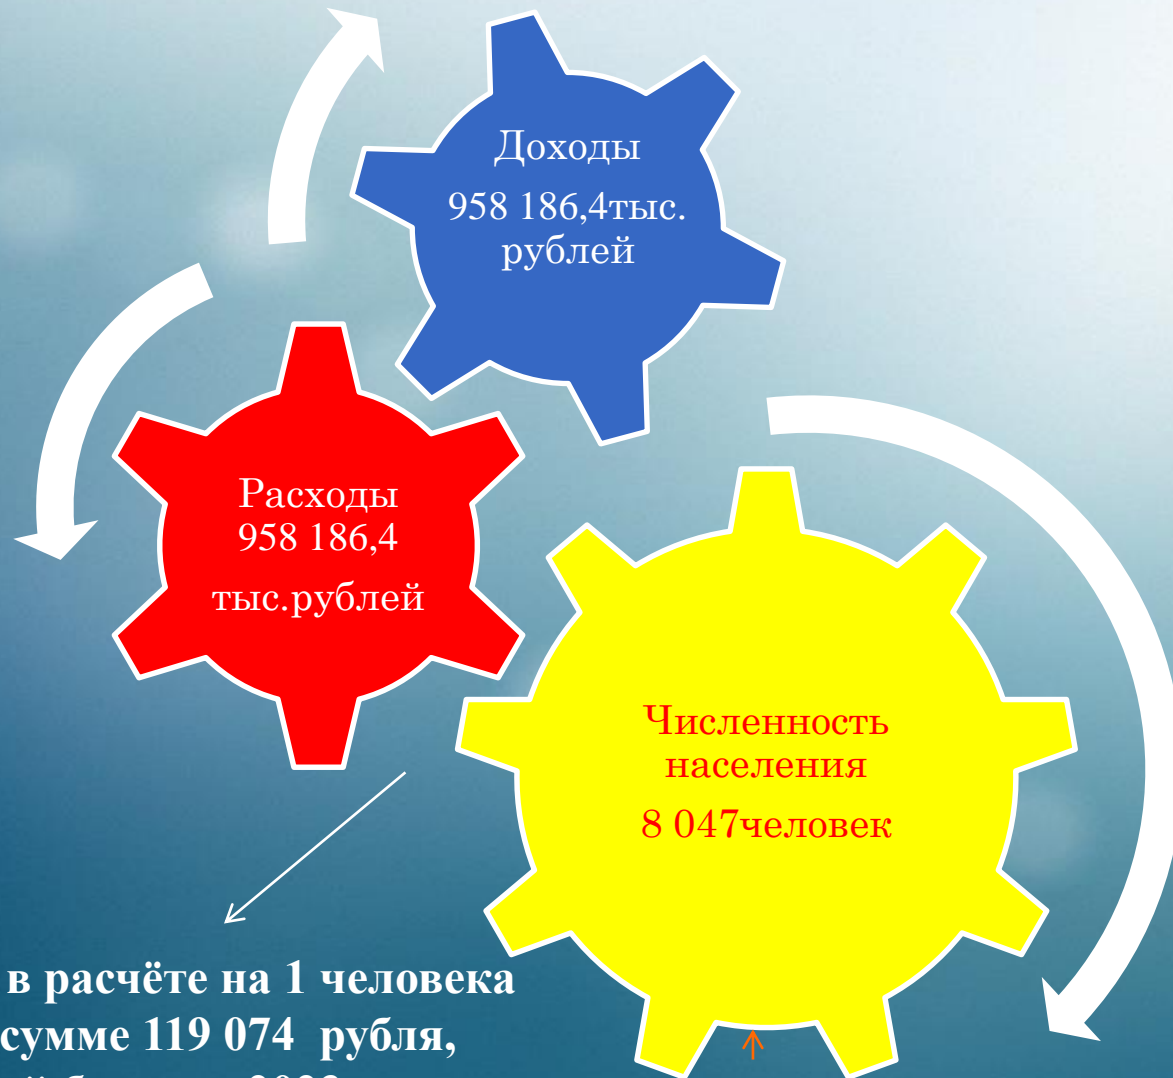 Доходы
958 186,4тыс.
рублей
Расходы
958 186,4
тыс.рублей
Численность
населения
8 047человек
в расчёте на 1 человека
сумме 119 074 рубля,